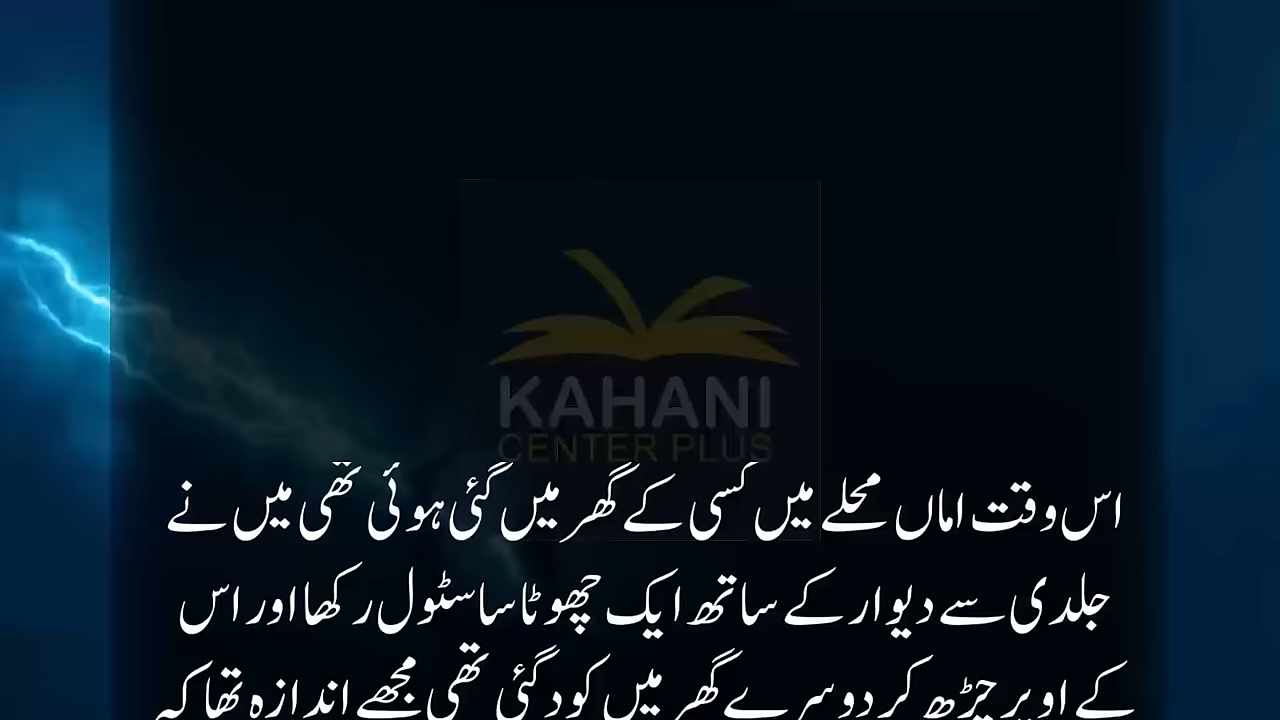 KAHANI
CENTER PLUS
اس وقت اماں محلے میں کسی کے گھر میں گئی ہوئی تھی میں نے
جلدی سے دیوار کے ساتھ ایک چھوٹا سا سٹول رکھا اور اس
کے اوپر چڑھ کر دوسرے گھر میں کود گئی تھی مجھے اندازہ تھا کہ